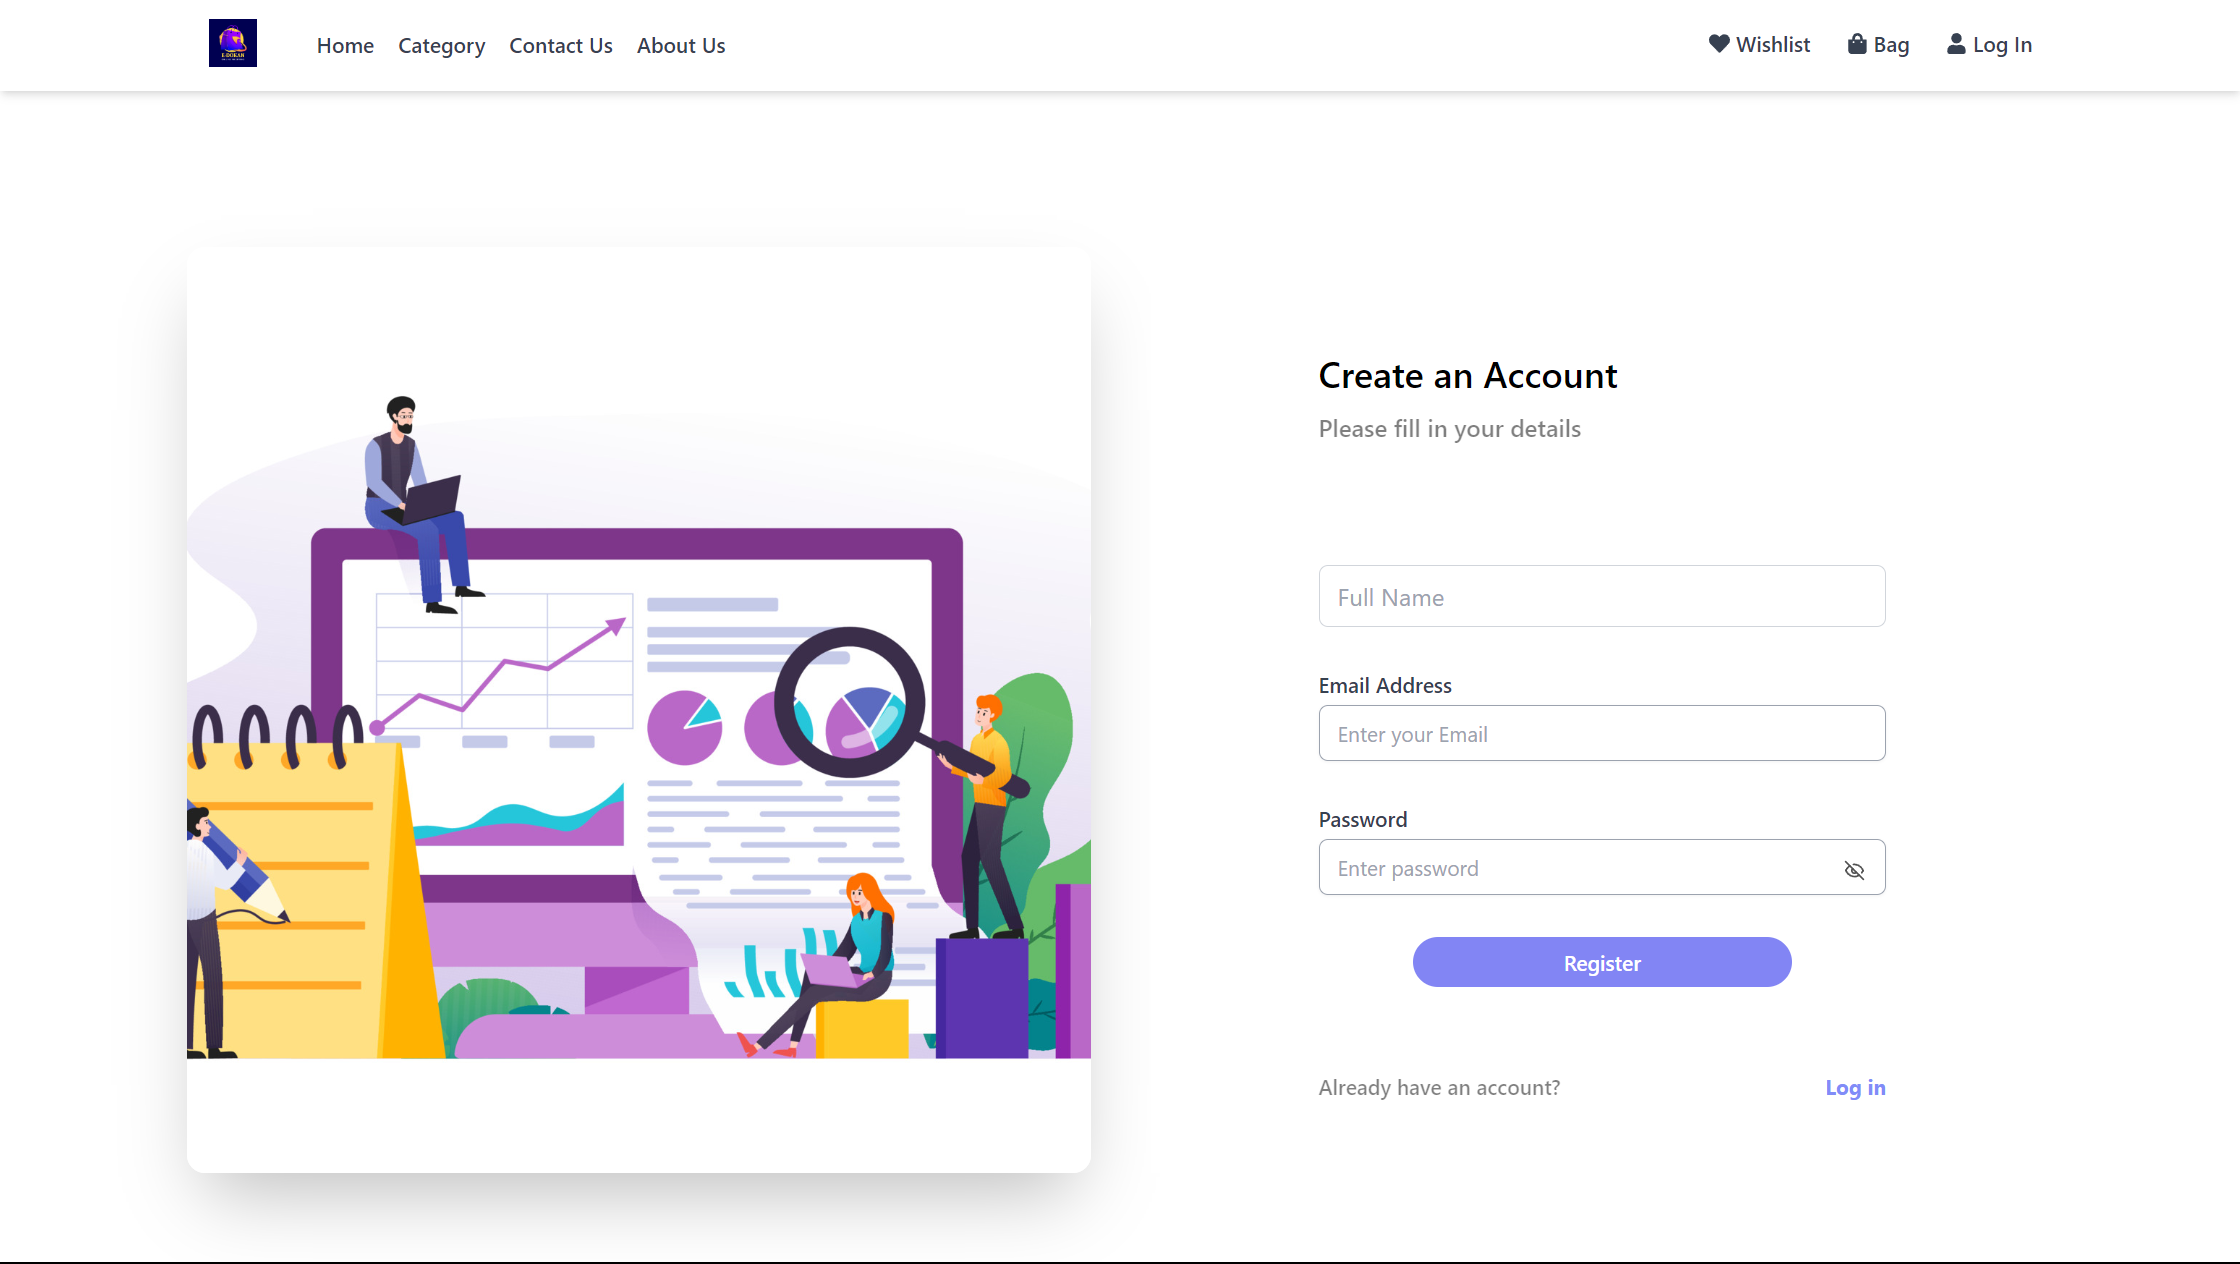 Home Category Contact Us About Us
Wishlist Bag Log In
Create an Account
Please fill in your details
Full Name
Email Address
Enter your Email
Password
Enter password
Register
Already have an account? Log in